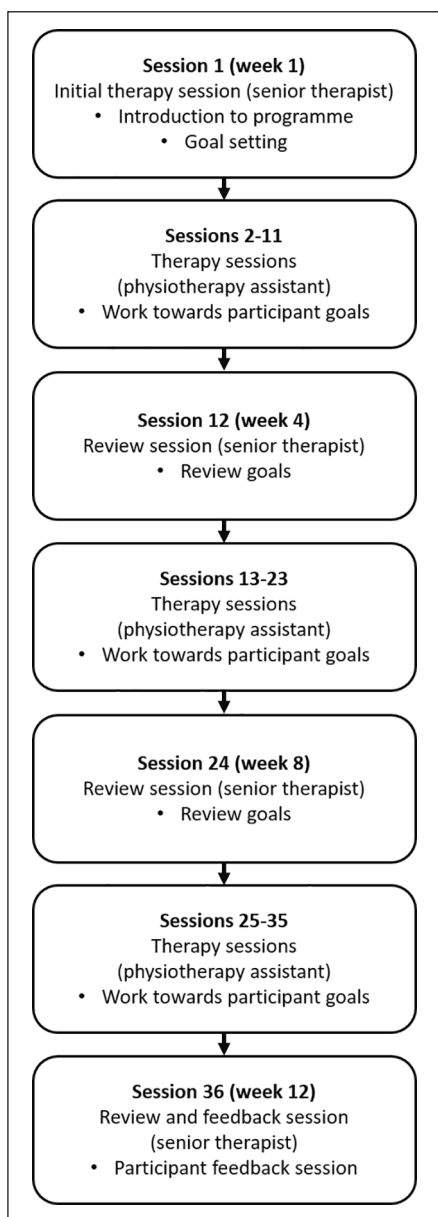 Session 1 (week 1)
Initial therapy session (senior therapist)
• Introduction to programme
• Goal setting
Sessions 2-11
Therapy sessions
(physiotherapy assistant)
• Work towards participant goals
Session 12 (week 4)
Review session (senior therapist)
• Review goals
Sessions 13-23
Therapy sessions
(physiotherapy assistant)
• Work towards participant goals
Session 24 (week 8)
Review session (senior therapist)
• Review goals
Sessions 25-35
Therapy sessions
(physiotherapy assistant)
• Work towards participant goals
Session 36 (week 12)
Review and feedback session
(senior therapist)
• Participant feedback session